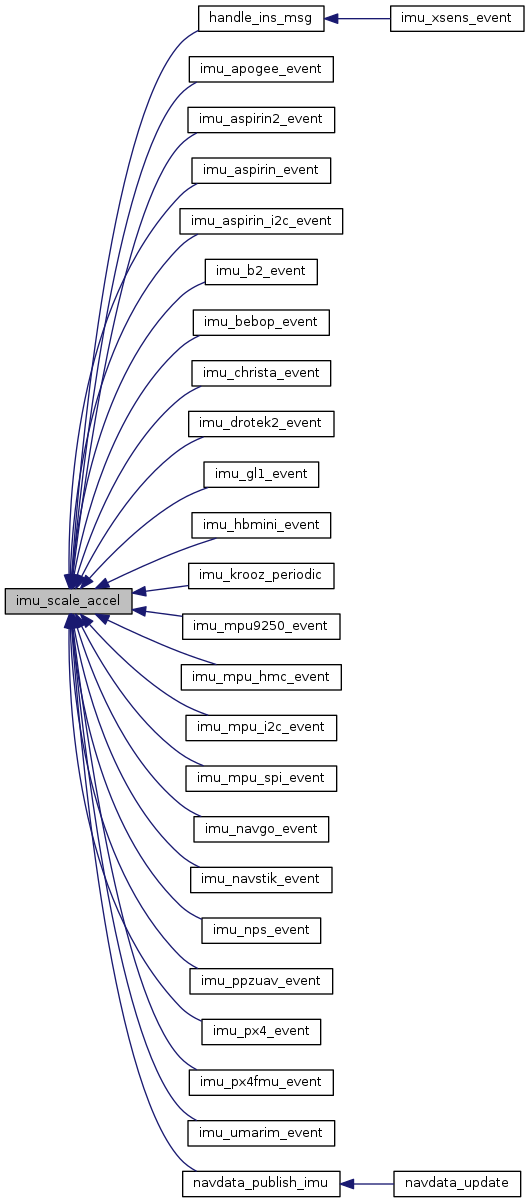 handle_ins_msg
imu_xsens_event
imu_apogee_event
imu_aspirin2_event
imu_aspirin_event
imu_aspirin_i2c_event
imu_b2_event
imu_bebop_event
imu_christa_event
imu_drotek2_event
imu_gl1_event
imu_hbmini_event
imu_krooz_periodic
imu_scale_accel
imu_mpu9250_event
imu_mpu_hmc_event
imu_mpu_i2c_event
imu_mpu_spi_event
imu_navgo_event
imu_navstik_event
imu_nps_event
imu_ppzuav_event
imu_px4_event
imu_px4fmu_event
imu_umarim_event
navdata_publish_imu
navdata_update